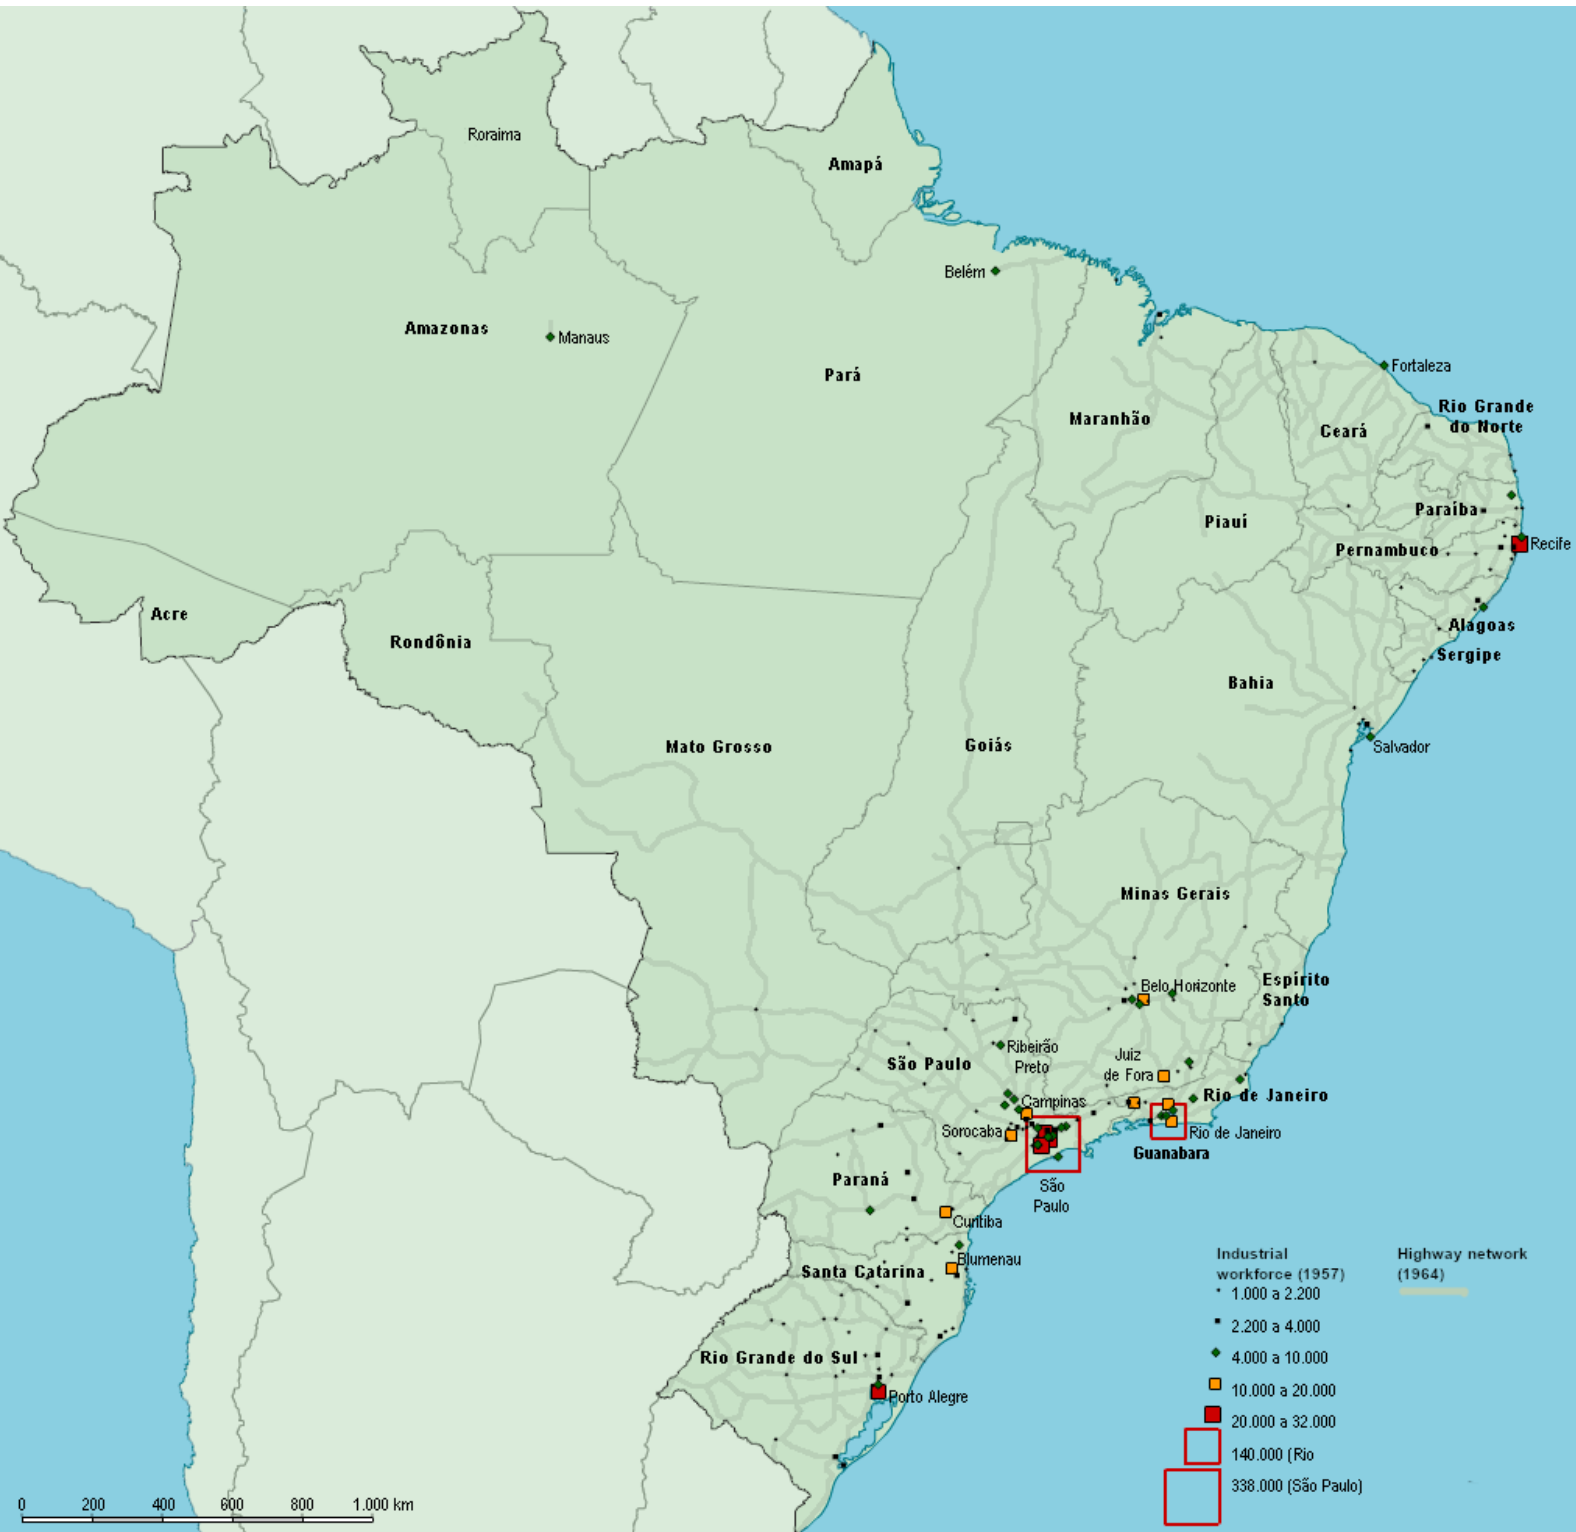 Roraima
Amapá
Belém
Amazonas
Manaus
Pará
Fortaleza
Maranhão
Rio Grande
do Norte
Ceará
Paraíba
Piauí
Pernambuco
Recife
Acre
Rondônia
Alagoas
Sergipe
Bahia
Mato Grosso
Goiás
Salvador
Minas Gerais
Belo Horizonte
Espírito
Santo
São Paulo
Ribeirão
Preto
Juiz
de Fora
Campinas
Rio de Janeiro
Sorocaba
Rio de Janeiro
Guanabara
Paraná
São
Paulo
Curitiba
Blumenau
Santa Catarina
Rio Grande do Sul
Porto Alegre
Industrial
workforce (1957)
1.000 a 2.200
2.200 a 4.000
4.000 a 10.000
10.000 a 20.000
20.000 a 32.000
140.000 (Rio
338.000 (São Paulo)
Highway network
(1964)
0 200 400 600 800 1.000 km